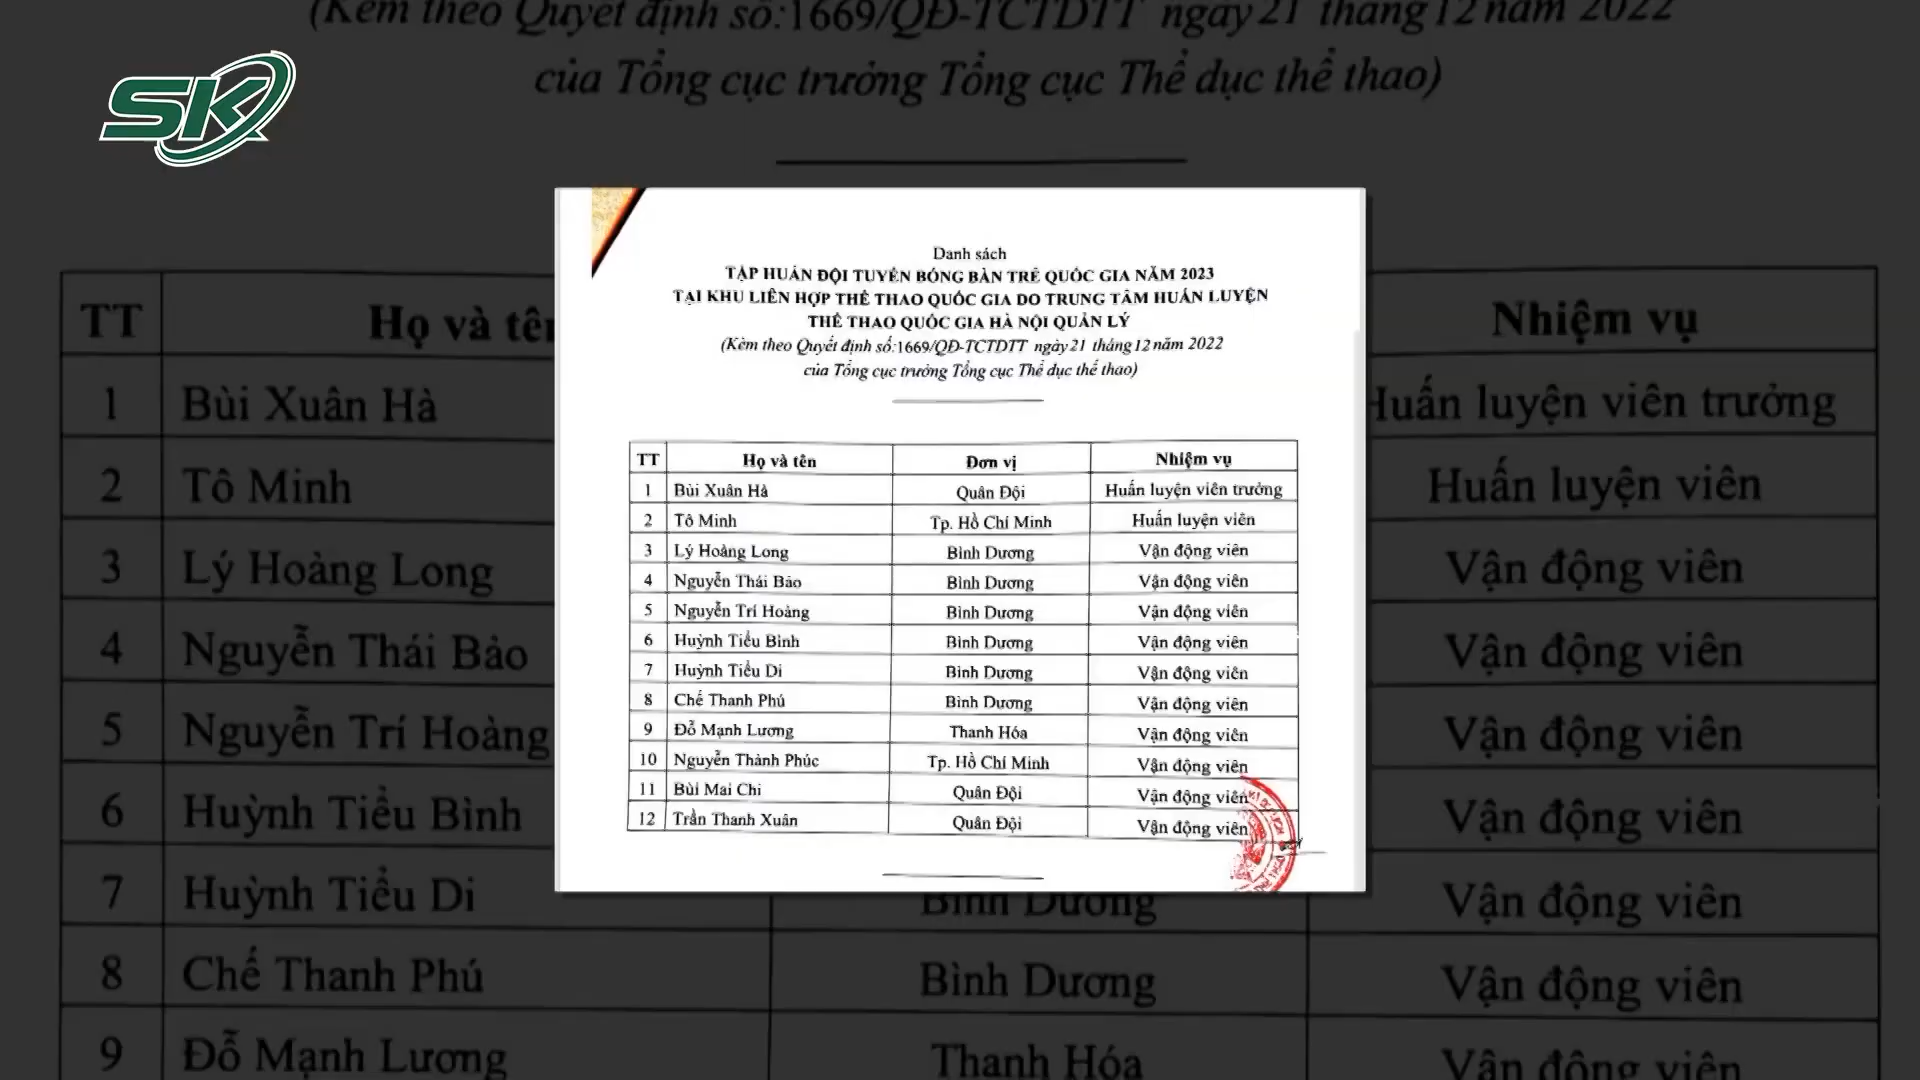 (Kèm theo Quyết định số:1669/QĐ-TCTDTT ngày 21 tháng 12 năm 2022
của Tổng cục trưởng Tổng cục Thể dục thể thao)
SK
Danh sách
TẬP HUẤN ĐỘI TUYỂN BÓNG BÀN TRẺ QUỐC GIA NĂM 2023
TẠI KHU LIÊN HỢP THỂ THAO QUỐC GIA DO TRUNG TÂM HUẤN LUYỆN
THỂ THAO QUỐC GIA HÀ NỘI QUẢN LÝ
(Kèm theo Quyết định số:1669/QĐ-TCTDTT ngày 21 tháng 12 năm 2022
của Tổng cục trưởng Tổng cục Thể dục thể thao)
TT Họ và tên Đơn vị Nhiệm vụ
1 Bùi Xuân Hà Quân Đội Huấn luyện viên trưởng
2 Tô Minh Tp. Hồ Chí Minh Huấn luyện viên
3 Lý Hoàng Long Bình Dương Vận động viên
4 Nguyễn Thái Bảo Bình Dương Vận động viên
5 Nguyễn Trí Hoàng Bình Dương Vận động viên
6 Huỳnh Tiểu Bình Bình Dương Vận động viên
7 Huỳnh Tiểu Di Bình Dương Vận động viên
8 Chế Thanh Phú Bình Dương Vận động viên
9 Đỗ Mạnh Lương Thanh Hóa Vận động viên
10 Nguyễn Thành Phúc Tp. Hồ Chí Minh Vận động viên
11 Bùi Mai Chi Quân Đội Vận động viên
12 Trần Thanh Xuân Quân Đội Vận động viên
TT Họ và tên Nhiệm vụ
1 Bùi Xuân Hà Huấn luyện viên trưởng
2 Tô Minh Huấn luyện viên
3 Lý Hoàng Long Vận động viên
4 Nguyễn Thái Bảo Vận động viên
5 Nguyễn Trí Hoàng Vận động viên
6 Huỳnh Tiểu Bình Vận động viên
7 Huỳnh Tiểu Di Bình Dương Vận động viên
8 Chế Thanh Phú Bình Dương Vận động viên
9 Đỗ Mạnh Lương Thanh Hóa Vận động viên